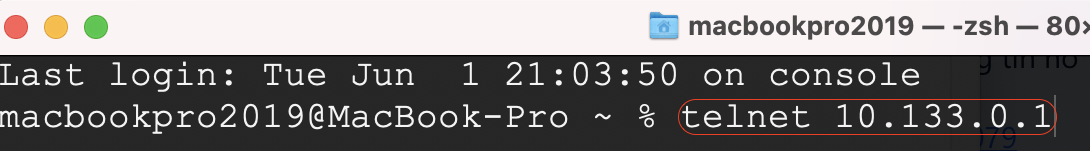 macbookpro2019 — -zsh — 80×
Last login: Tue Jun  1 21:03:50 on console
macbookpro2019@MacBook-Pro ~ % telnet 10.133.0.1